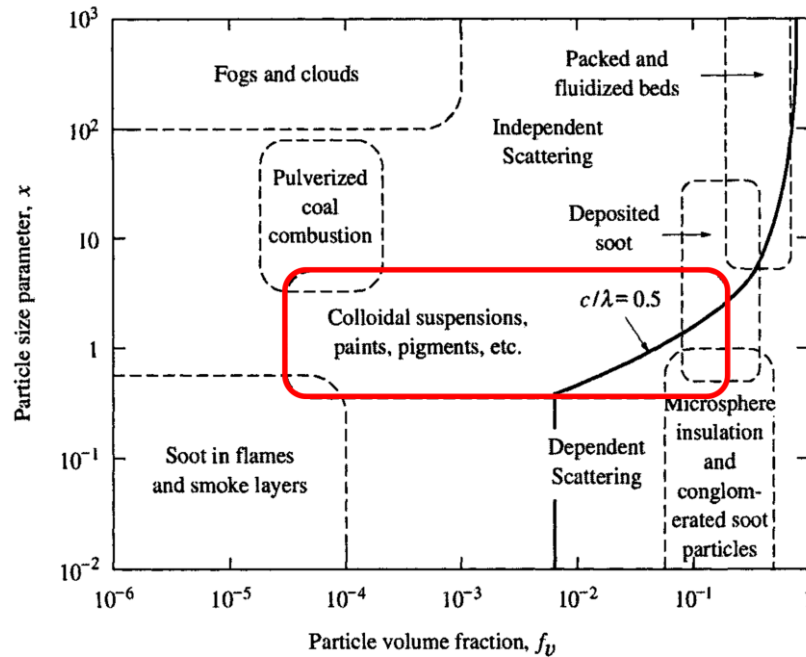 10³
10²
10
1
10⁻¹
10⁻²
Particle size parameter, x
Fogs and clouds
Packed and
fluidized beds
Independent
Scattering
Pulverized
coal
combustion
Deposited
soot
c/λ = 0.5
Colloidal suspensions,
paints, pigments, etc.
Soot in flames
and smoke layers
Dependent
Scattering
Microsphere
insulation
and
conglom-
erated soot
particles
10⁻⁶ 10⁻⁵ 10⁻⁴ 10⁻³ 10⁻² 10⁻¹ 1
Particle volume fraction, fᵥ